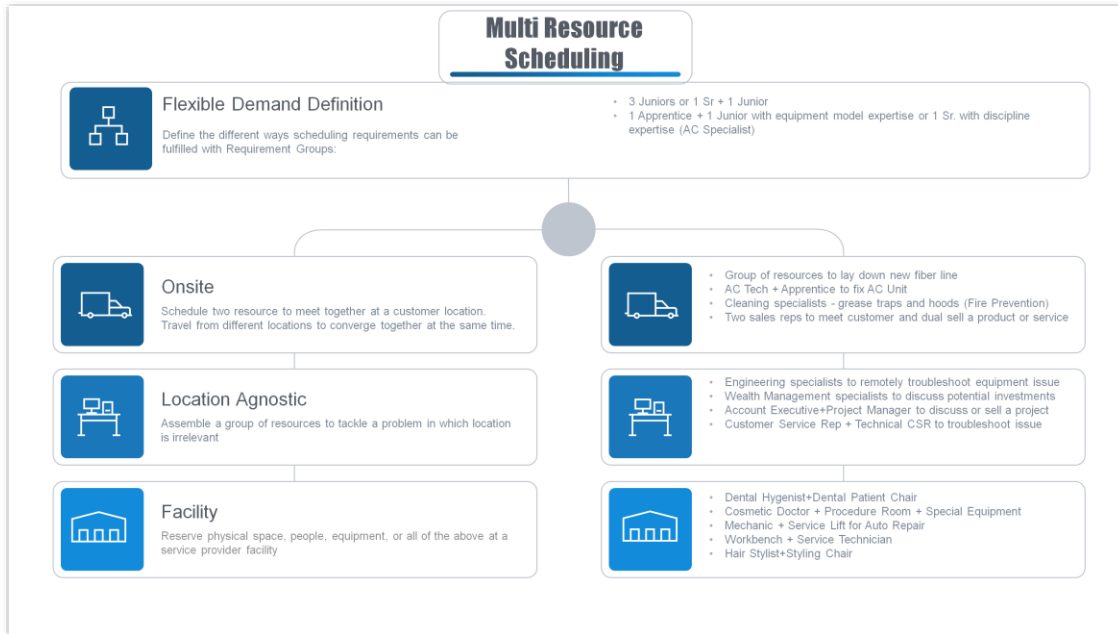 Multi Resource
Scheduling
Flexible Demand Definition
Define the different ways scheduling requirements can be
fulfilled with Requirement Groups:
• 3 Juniors or 1 Sr + 1 Junior
• 1 Apprentice + 1 Junior with equipment model expertise or 1 Sr. with discipline
expertise (AC Specialist)
Onsite
Schedule two resource to meet together at a customer location.
Travel from different locations to converge together at the same time.
• Group of resources to lay down new fiber line
• AC Tech + Apprentice to fix AC Unit
• Cleaning specialists - grease traps and hoods (Fire Prevention)
• Two sales reps to meet customer and dual sell a product or service
Location Agnostic
Assemble a group of resources to tackle a problem in which location
is irrelevant
• Engineering specialists to remotely troubleshoot equipment issue
• Wealth Management specialists to discuss potential investments
• Account Executive+Project Manager to discuss or sell a project
• Customer Service Rep + Technical CSR to troubleshoot issue
Facility
Reserve physical space, people, equipment, or all of the above at a
service provider facility
• Dental Hygenist+Dental Patient Chair
• Cosmetic Doctor + Procedure Room + Special Equipment
• Mechanic + Service Lift for Auto Repair
• Workbench + Service Technician
• Hair Stylist+Styling Chair